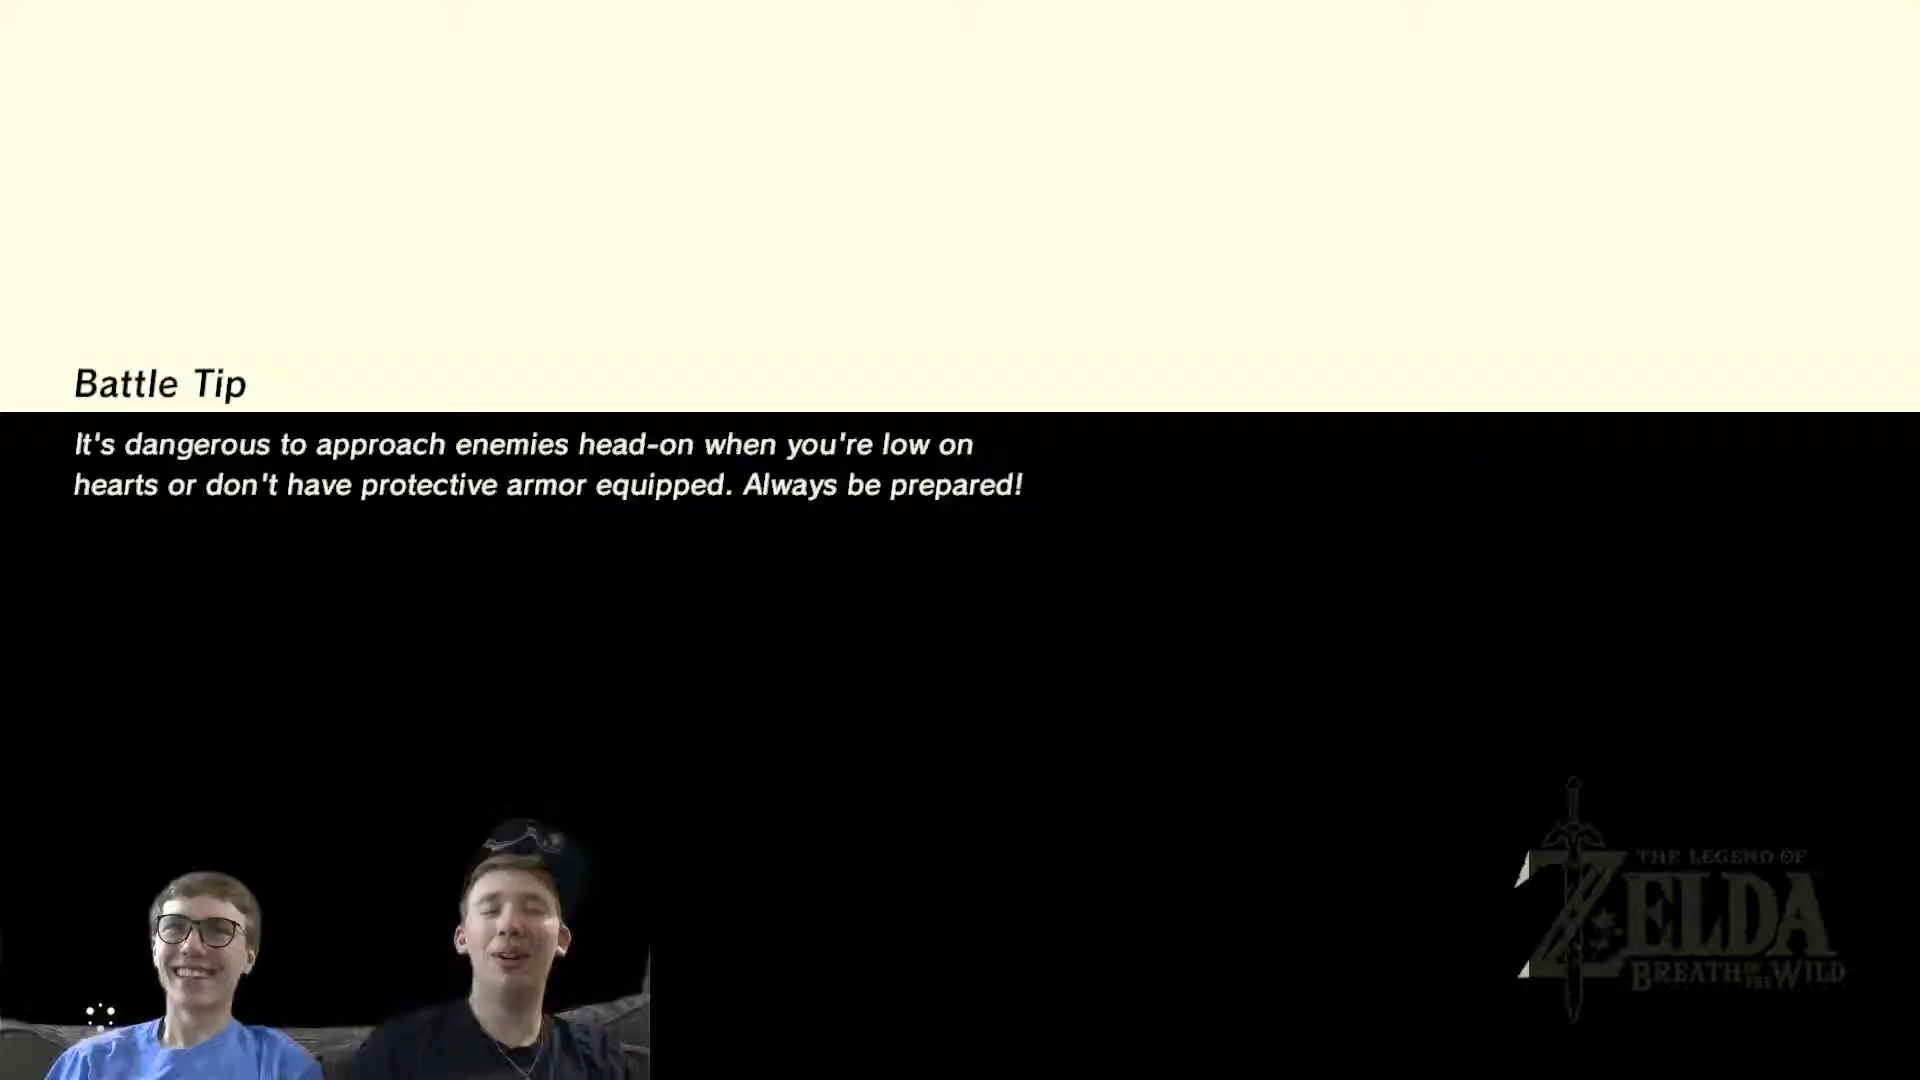 Battle Tip
It's dangerous to approach enemies head-on when you're low on
hearts or don't have protective armor equipped. Always be prepared!
THE LEGEND OF
ZELDA
BREATH OF THE WILD